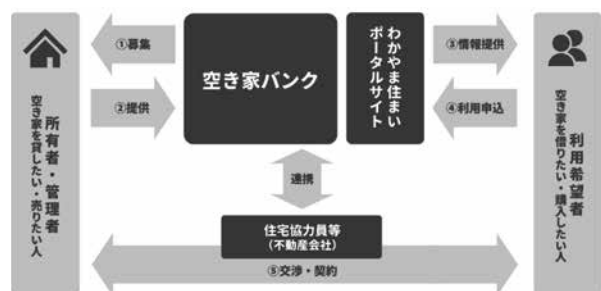 ①募集
②提供
所有者・管理者
空き家を貸したい・売りたい人
空き家バンク
わかやま住まい
ポータルサイト
③情報提供
④利用申込
利用希望者
空き家を借りたい・購入したい人
連携
住宅協力員等
(不動産会社)
⑤交渉・契約